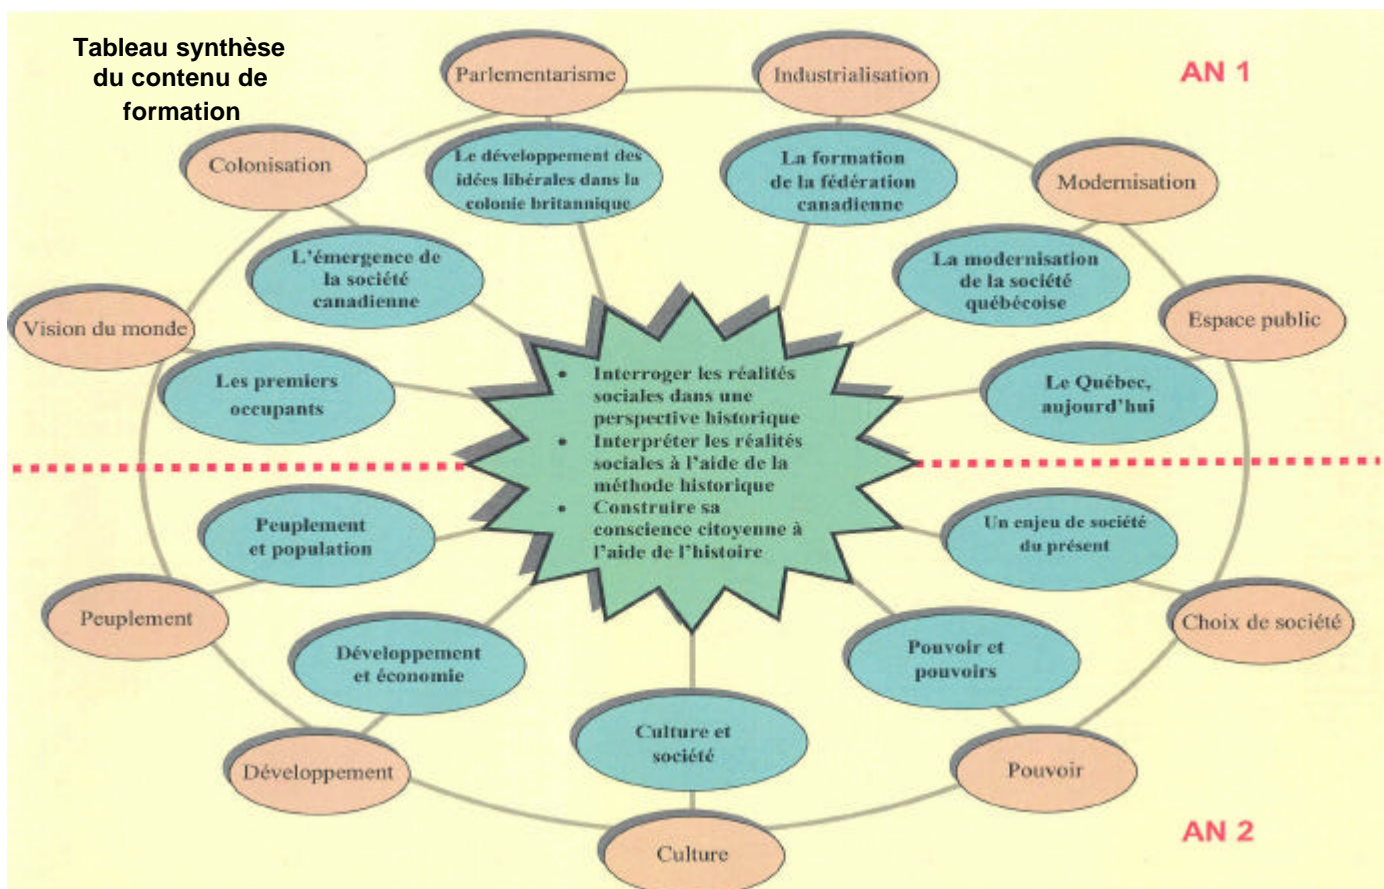 Tableau synthèse
du contenu de
formation
AN 1
Parlementarisme
Industrialisation
Colonisation
Le développement des
idées libérales dans la
colonie britannique
La formation
de la fédération
canadienne
Modernisation
L'émergence de
la société
canadienne
La modernisation
de la société
québécoise
Vision du monde
Espace public
Les premiers
occupants
Le Québec,
aujourd'hui
• Interroger les réalités
sociales dans une
perspective historique
• Interpréter les réalités
sociales à l'aide de la
méthode historique
• Construire sa
conscience citoyenne à
l'aide de l'histoire
Peuplement
et population
Un enjeu de société
du présent
Peuplement
Choix de société
Développement
et économie
Pouvoir et
pouvoirs
Culture et
société
Développement
Pouvoir
Culture
AN 2